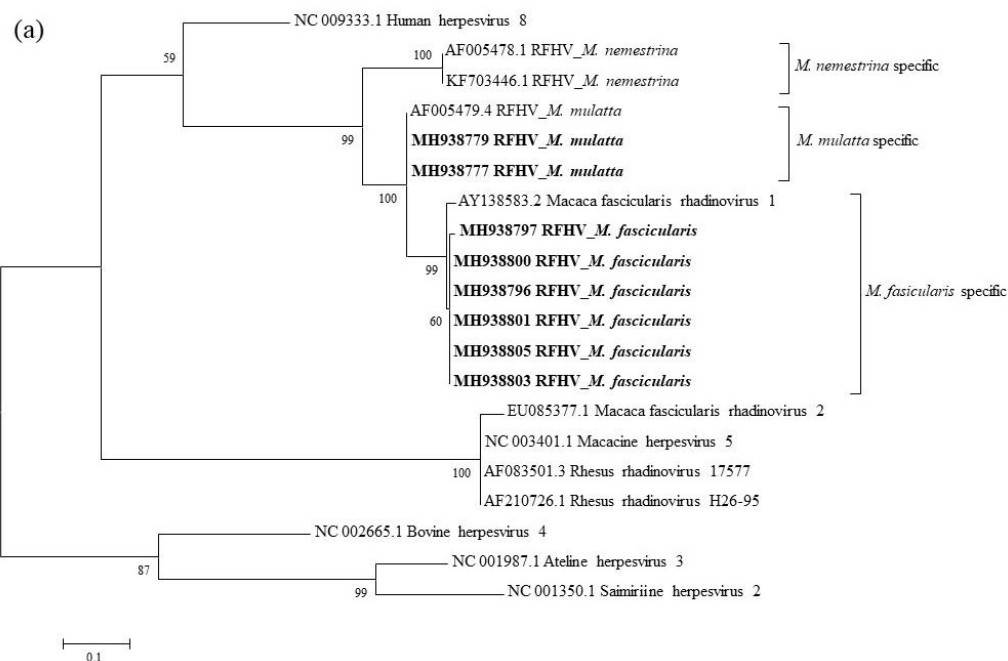 (a)
NC 009333.1 Human herpesvirus 8
59
AF005478.1 RFHV_M. nemestrina
100
KF703446.1 RFHV_M. nemestrina
M. nemestrina specific
99
AF005479.4 RFHV_M. mulatta
MH938779 RFHV_M. mulatta
MH938777 RFHV_M. mulatta
M. mulatta specific
100
AY138583.2 Macaca fascicularis rhadinovirus 1
MH938797 RFHV_M. fascicularis
MH938800 RFHV_M. fascicularis
99
MH938796 RFHV_M. fascicularis
M. fasicularis specific
MH938801 RFHV_M. fascicularis
60
MH938805 RFHV_M. fascicularis
MH938803 RFHV_M. fascicularis
EU085377.1 Macaca fascicularis rhadinovirus 2
NC 003401.1 Macacine herpesvirus 5
AF083501.3 Rhesus rhadinovirus 17577
100
AF210726.1 Rhesus rhadinovirus H26-95
NC 002665.1 Bovine herpesvirus 4
87
NC 001987.1 Ateline herpesvirus 3
99
NC 001350.1 Saimiriine herpesvirus 2
0.1